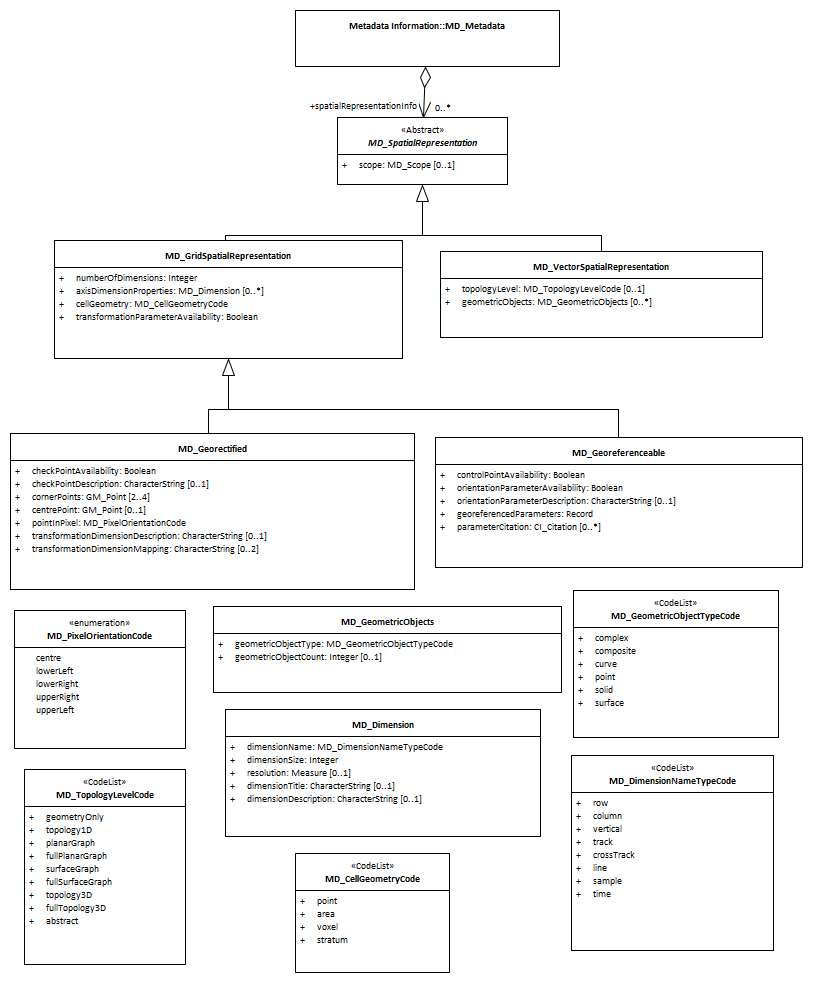 Metadata Information::MD_Metadata
+spatialRepresentationInfo 0..*
«Abstract»
MD_SpatialRepresentation
+ scope: MD_Scope [0..1]
MD_GridSpatialRepresentation
+ numberOfDimensions: Integer
+ axisDimensionProperties: MD_Dimension [0..*]
+ cellGeometry: MD_CellGeometryCode
+ transformationParameterAvailability: Boolean
MD_VectorSpatialRepresentation
+ topologyLevel: MD_TopologyLevelCode [0..1]
+ geometricObjects: MD_GeometricObjects [0..*]
MD_Georectified
+ checkPointAvailability: Boolean
+ checkPointDescription: CharacterString [0..1]
+ cornerPoints: GM_Point [2..4]
+ centrePoint: GM_Point [0..1]
+ pointInPixel: MD_PixelOrientationCode
+ transformationDimensionDescription: CharacterString [0..1]
+ transformationDimensionMapping: CharacterString [0..2]
MD_Georeferenceable
+ controlPointAvailability: Boolean
+ orientationParameterAvailability: Boolean
+ orientationParameterDescription: CharacterString [0..1]
+ georeferencedParameters: Record
+ parameterCitation: CI_Citation [0..*]
«enumeration»
MD_PixelOrientationCode
centre
lowerLeft
lowerRight
upperRight
upperLeft
MD_GeometricObjects
+ geometricObjectType: MD_GeometricObjectTypeCode
+ geometricObjectCount: Integer [0..1]
«CodeList»
MD_GeometricObjectTypeCode
+ complex
+ composite
+ curve
+ point
+ solid
+ surface
MD_Dimension
+ dimensionName: MD_DimensionNameTypeCode
+ dimensionSize: Integer
+ resolution: Measure [0..1]
+ dimensionTitle: CharacterString [0..1]
+ dimensionDescription: CharacterString [0..1]
«CodeList»
MD_TopologyLevelCode
+ geometryOnly
+ topology1D
+ planarGraph
+ fullPlanarGraph
+ surfaceGraph
+ fullSurfaceGraph
+ topology3D
+ fullTopology3D
+ abstract
«CodeList»
MD_DimensionNameTypeCode
+ row
+ column
+ vertical
+ track
+ crossTrack
+ line
+ sample
+ time
«CodeList»
MD_CellGeometryCode
+ point
+ area
+ voxel
+ stratum